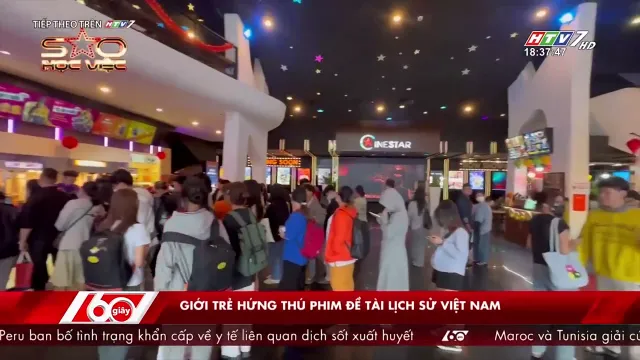 TIẾP THEO TRÊN HTV7
SAO
HỌC VIỆC
HTV7 HD
18:37:47
CINESTAR
60 giây
GIỚI TRẺ HỨNG THÚ PHIM ĐỀ TÀI LỊCH SỬ VIỆT NAM
Peru ban bố tình trạng khẩn cấp về y tế liên quan dịch sốt xuất huyết 60 Maroc và Tunisia giải cứ